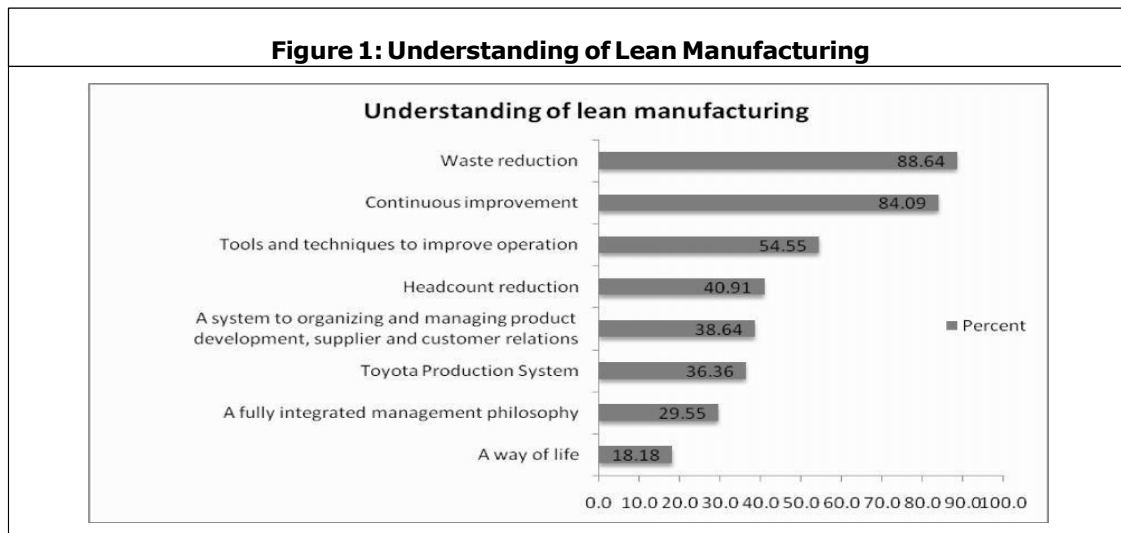 Figure 1: Understanding of Lean Manufacturing
Understanding of lean manufacturing
Waste reduction 88.64
Continuous improvement 84.09
Tools and techniques to improve operation 54.55
Headcount reduction 40.91
A system to organizing and managing product
development, supplier and customer relations 38.64
Percent
Toyota Production System 36.36
A fully integrated management philosophy 29.55
A way of life 18.18
0.0 10.0 20.0 30.0 40.0 50.0 60.0 70.0 80.0 90.0 100.0